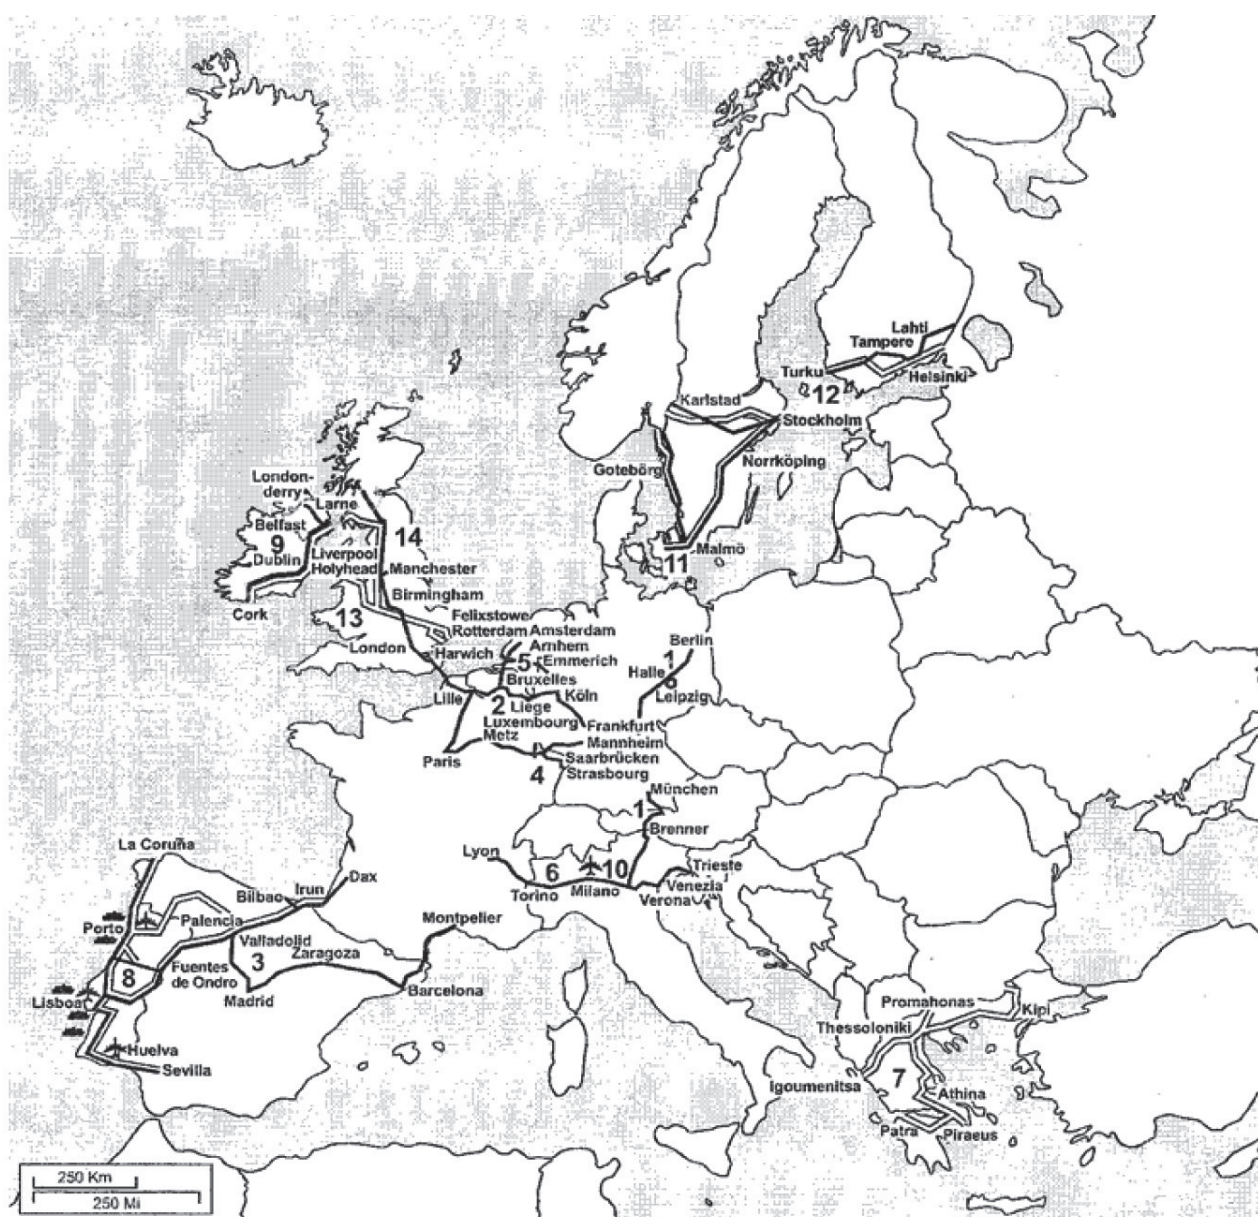 Lahti
Tampere
Turku
Helsinki
12
Karlstad
Stockholm
Gotebörg
Norrköping
11
Malmö
London-
derry
Larne
Belfast
9
14
Dublin
Liverpool
Holyhead
Manchester
Birmingham
Cork
13
Felixstowe
Rotterdam
Amsterdam
London
Harwich
Arnhem
5
Emmerich
Berlin
1
Halle
8
Leipzig
Bruxelles
Lille
2
Liège
Köln
Luxembourg
Frankfurt
Metz
Mannheim
Paris
Saarbrücken
4
Strasbourg
München
1
Brenner
La Coruña
Lyon
6
10
Trieste
Torino
Milano
Venezia
Verona
Dax
Irun
Bilbao
Porto
Palencia
Montpelier
Valladolid
Zaragoza
3
8
Fuentes
de Ondro
Lisboa
Madrid
Barcelona
Huelva
Sevilla
Promahonas
Kipi
Thessoloniki
Igoumenitsa
7
Athina
Patra
Piraeus
250 Km
250 Mi